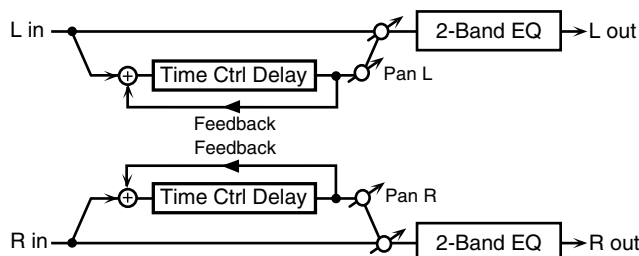 L in
2-Band EQ
L out
+
Time Ctrl Delay
Pan L
Feedback
Feedback
+
Time Ctrl Delay
Pan R
R in
2-Band EQ
R out